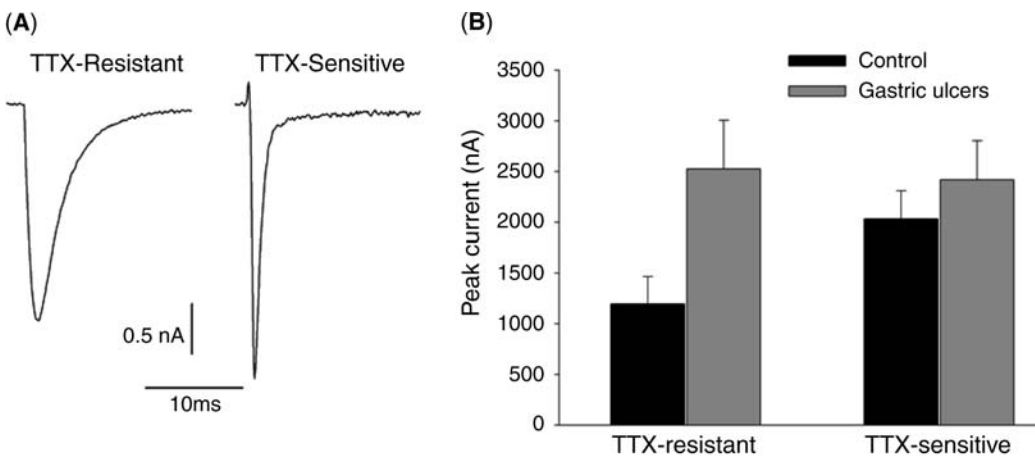 (A)
TTX-Resistant
TTX-Sensitive
0.5 nA
10ms
(B)
Control
Gastric ulcers
Peak current (nA)
3500
3000
2500
2000
1500
1000
500
0
TTX-resistant
TTX-sensitive